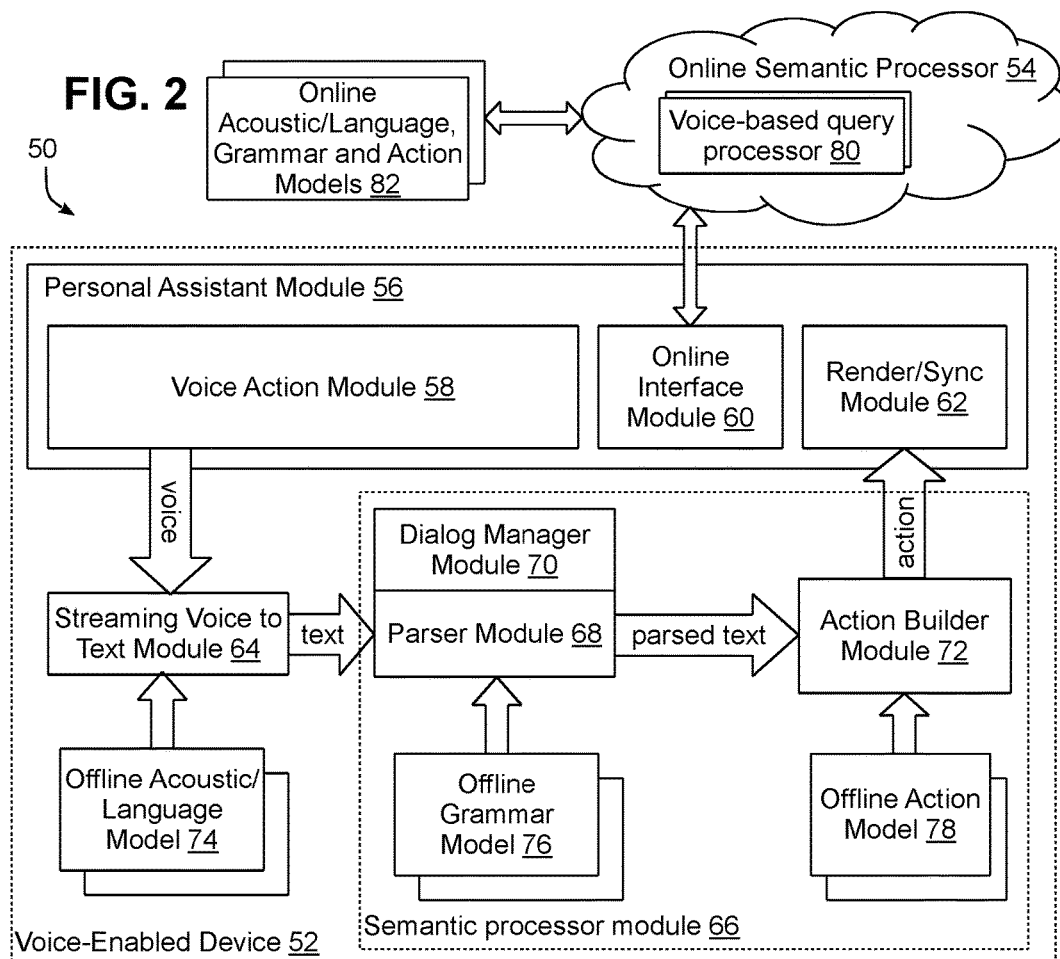 FIG. 2
50
Online
Acoustic/Language,
Grammar and Action
Models 82
Online Semantic Processor 54
Voice-based query
processor 80
Personal Assistant Module 56
Voice Action Module 58
Online
Interface
Module 60
Render/Sync
Module 62
voice
action
Streaming Voice to
Text Module 64
text
Dialog Manager
Module 70
Parser Module 68
parsed text
Action Builder
Module 72
Offline Acoustic/
Language
Model 74
Offline
Grammar
Model 76
Offline Action
Model 78
Semantic processor module 66
Voice-Enabled Device 52